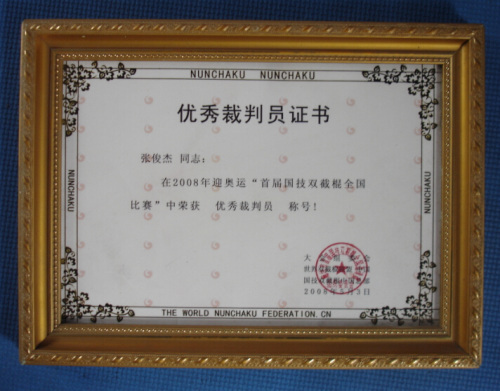 NUNCHAKU NUNCHAKU
优秀裁判员证书
张俊杰 同志:
在2008年迎奥运“首届国技双截棍全国
比赛”中荣获 优秀裁判员 称号!
NUNCHAKU
NUNCHAKU
THE WORLD NUNCHAKU FEDERATION.CN